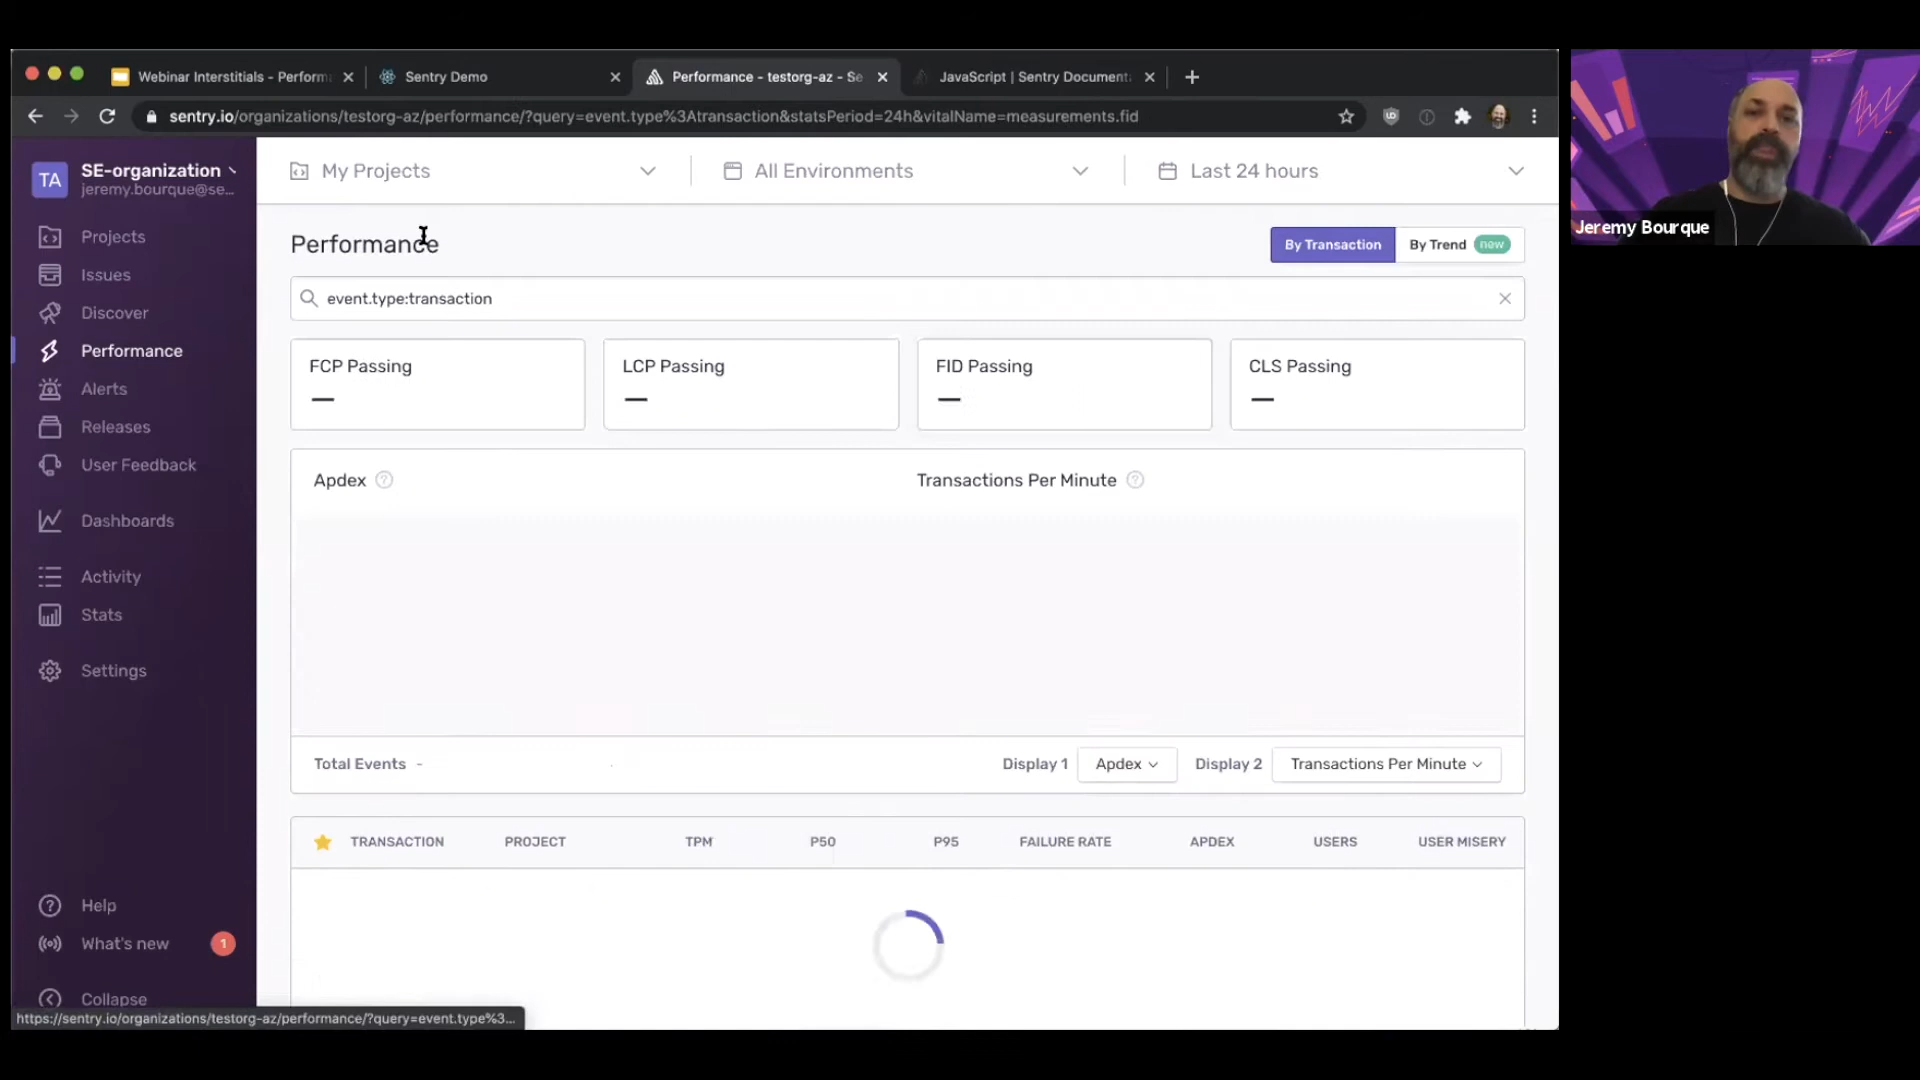 Webinar Interstitials - Perform
Sentry Demo
Performance - testorg-az - Se
JavaScript | Sentry Document
sentry.io/organizations/testorg-az/performance/?query=event.type%3Atransaction&statsPeriod=24h&vitalName=measurements.fid
TA
SE-organization
jeremy.bourque@se...
Projects
Issues
Discover
Performance
Alerts
Releases
User Feedback
Dashboards
Activity
Stats
Settings
Help
What's new
1
Collapse
https://sentry.io/organizations/testorg-az/performance/?query=event.type%3...
My Projects
All Environments
Last 24 hours
Performance
By Transaction
By Trend new
event.type:transaction
FCP Passing
—
LCP Passing
—
FID Passing
—
CLS Passing
—
Apdex ?
Transactions Per Minute ?
Total Events -
Display 1
Apdex
Display 2
Transactions Per Minute
TRANSACTION PROJECT TPM P50 P95 FAILURE RATE APDEX USERS USER MISERY
Jeremy Bourque